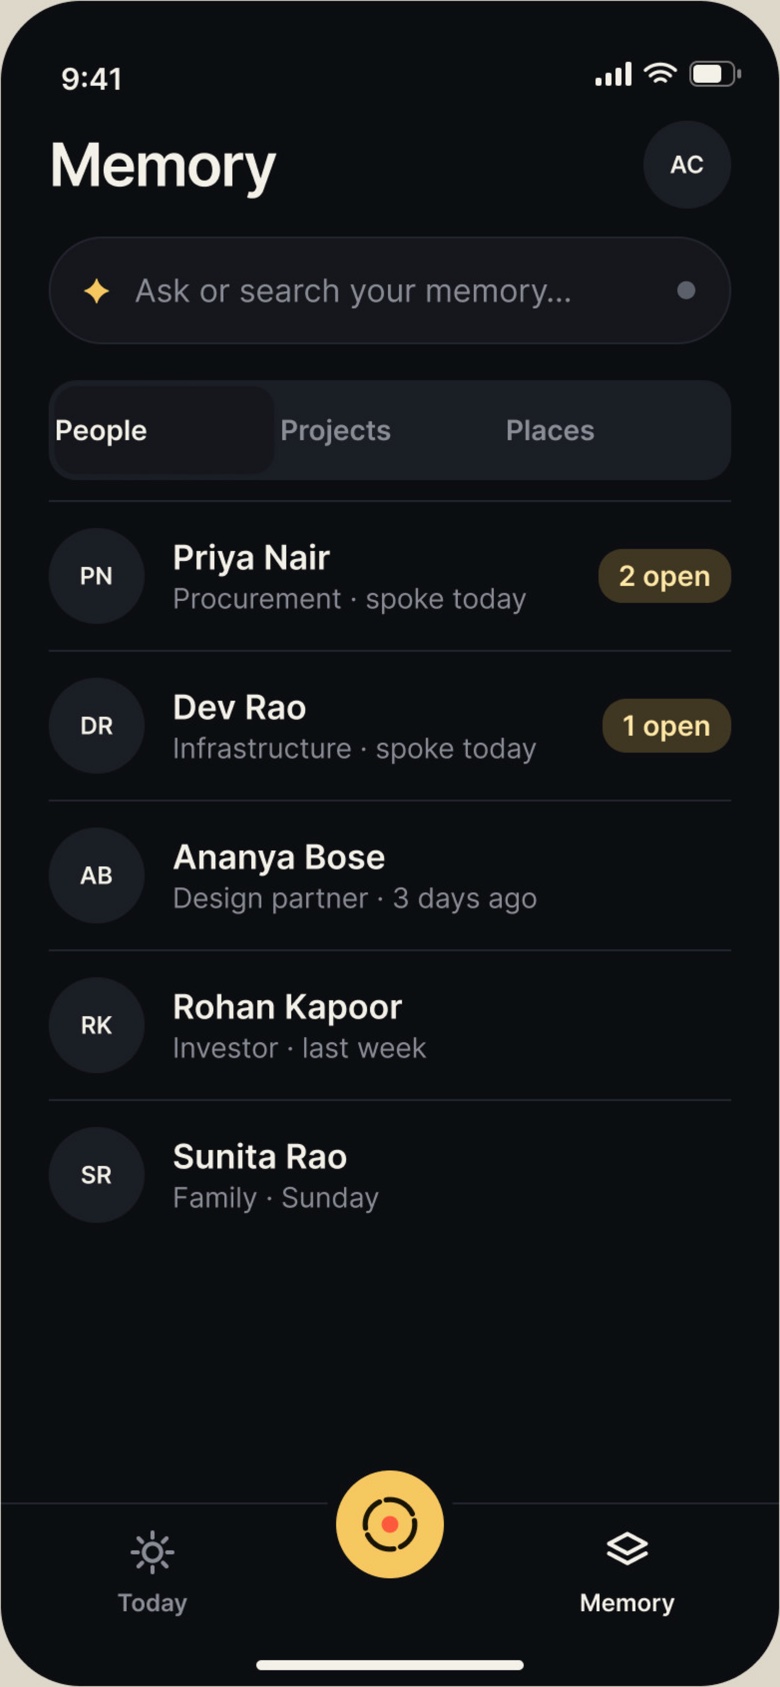 9:41
Memory
AC
Ask or search your memory...
People Projects Places
PN
Priya Nair
Procurement · spoke today
2 open
DR
Dev Rao
Infrastructure · spoke today
1 open
AB
Ananya Bose
Design partner · 3 days ago
RK
Rohan Kapoor
Investor · last week
SR
Sunita Rao
Family · Sunday
Today
Memory